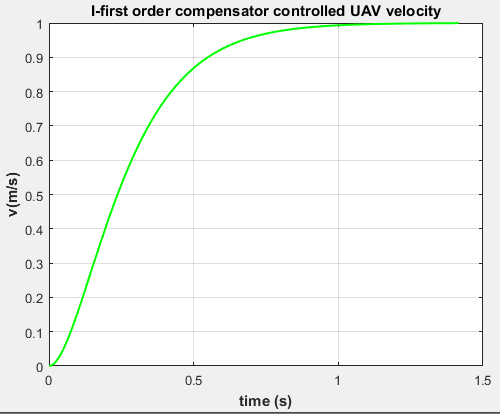 I-first order compensator controlled UAV velocity
1
0.9
0.8
0.7
0.6
0.5
0.4
0.3
0.2
0.1
0
v(m/s)
0 0.5 1 1.5
time (s)